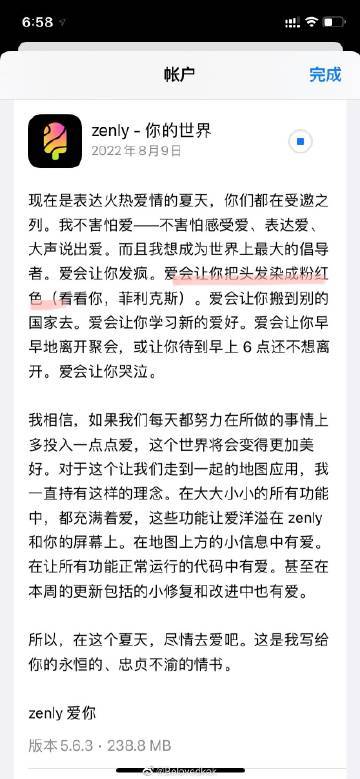 6:58
帐户
完成
zenly - 你的世界
2022年8月9日
现在是表达火热爱情的夏天，你们都在受邀之
列。我不害怕爱——不害怕感受爱、表达爱、
大声说出爱。而且我想成为世界上最大的倡导
者。爱会让你发疯。爱会让你把头发染成粉红
色（看看你，菲利克斯）。爱会让你搬到别的
国家去。爱会让你学习新的爱好。爱会让你早
早地离开聚会，或让你待到早上 6 点还不想离
开。爱会让你哭泣。
我相信，如果我们每天都努力在所做的事情上
多投入一点点爱，这个世界将会变得更加美
好。对于这个让我们走到一起的地图应用，我
一直持有这样的理念。在大大小小的所有功能
中，都充满着爱，这些功能让爱洋溢在 zenly
和你的屏幕上。在地图上方的小信息中有爱。
在让所有功能正常运行的代码中有爱。甚至在
本周的更新包括的小修复和改进中也有爱。
所以，在这个夏天，尽情去爱吧。这是我写给
你的永恒的、忠贞不渝的情书。
zenly 爱你
版本 5.6.3 · 238.8 MB